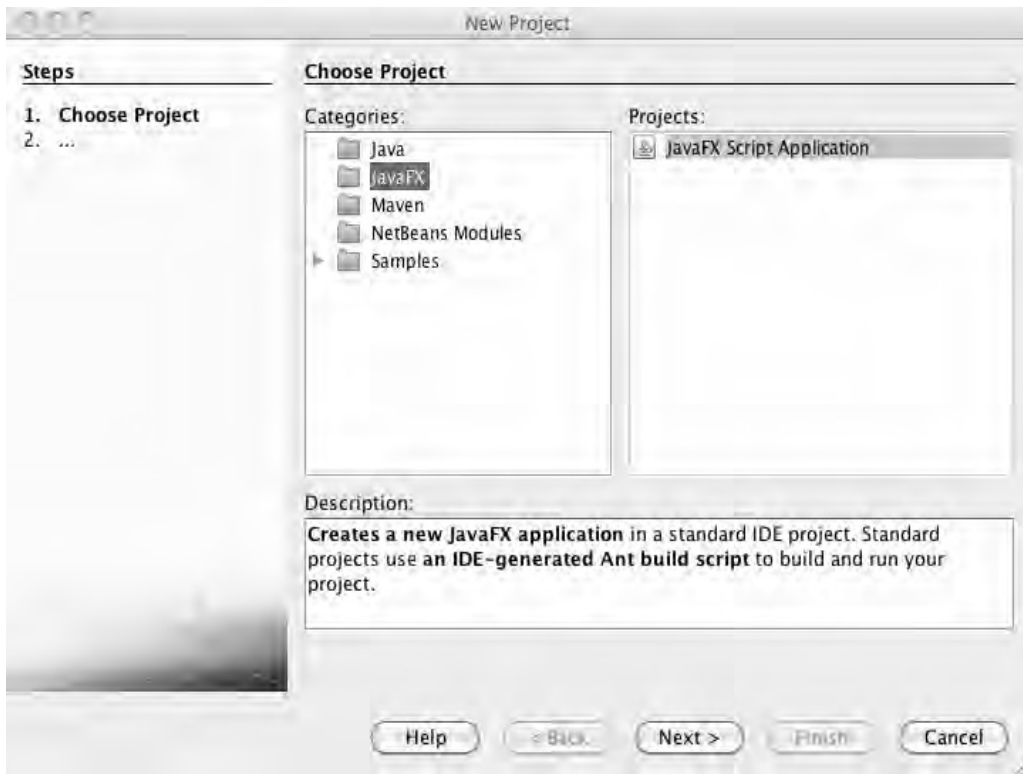 New Project
Steps
1. Choose Project
2. ...
Choose Project
Categories:
Java
JavaFX
Maven
NetBeans Modules
Samples
Projects:
JavaFX Script Application
Description:
Creates a new JavaFX application in a standard IDE project. Standard
projects use an IDE-generated Ant build script to build and run your
project.
Help
< Back
Next >
Finish
Cancel